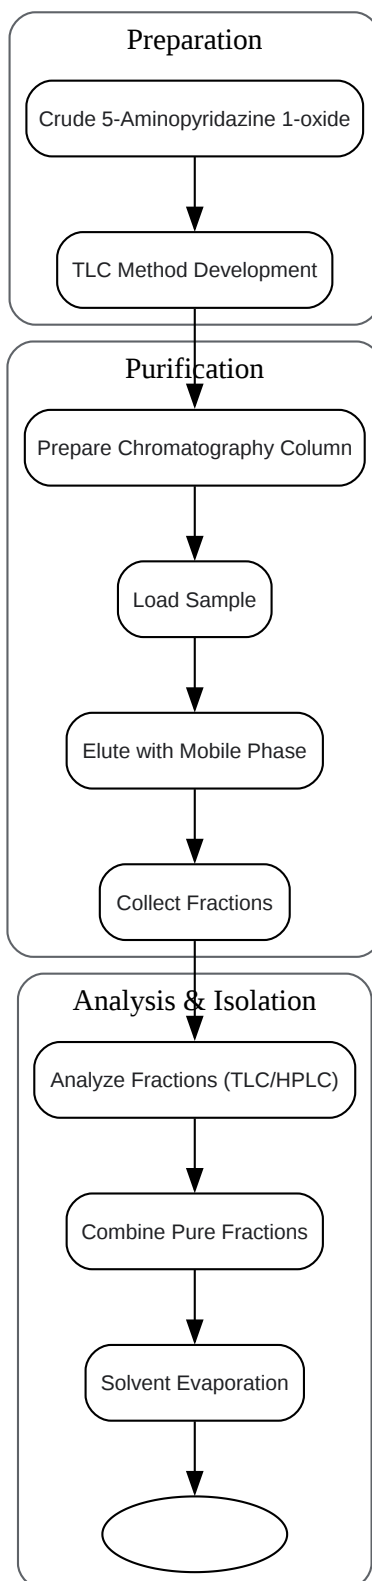 Preparation
Crude 5-Aminopyridazine 1-oxide
TLC Method Development
Purification
Prepare Chromatography Column
Load Sample
Elute with Mobile Phase
Collect Fractions
Analysis & Isolation
Analyze Fractions (TLC/HPLC)
Combine Pure Fractions
Solvent Evaporation